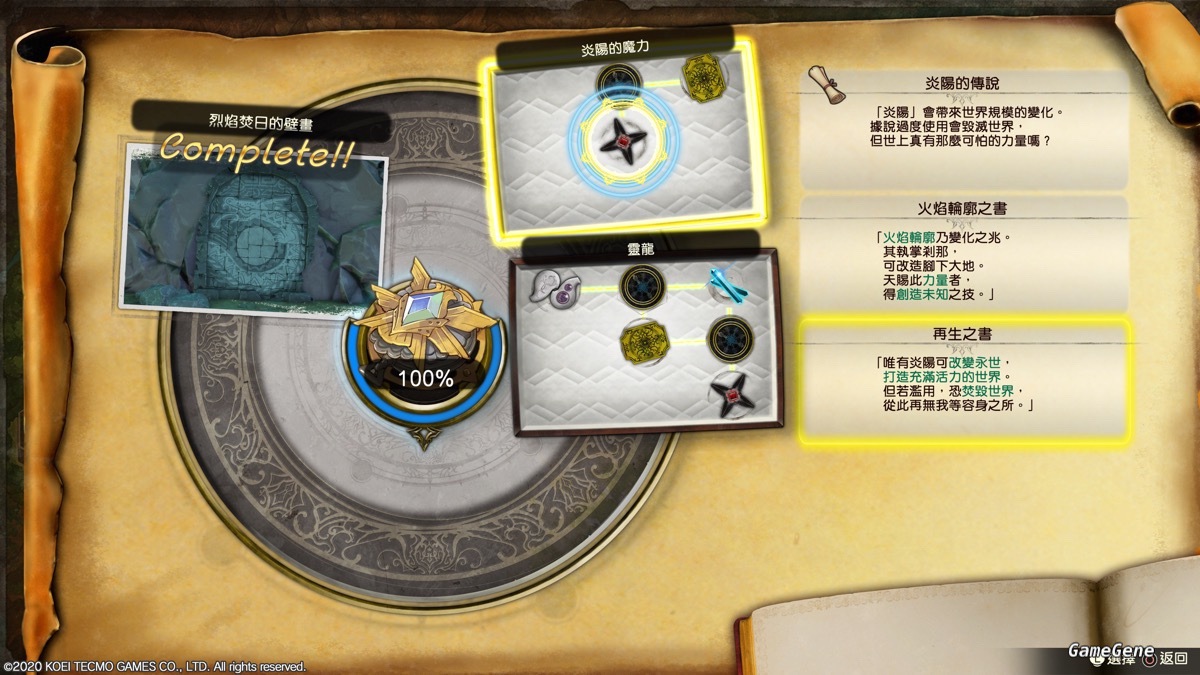 烈焰焚日的壁畫
Complete!!
100%
炎陽的魔力
靈龍
炎陽的傳說
「炎陽」會帶來世界規模的變化。
據說過度使用會毀滅世界，
但世上真有那麼可怕的力量嗎？
火焰輪廓之書
「火焰輪廓乃變化之兆。
其執掌剎那，
可改造腳下大地。
天賜此力量者，
得創造未知之技。」
再生之書
「唯有炎陽可改變永世，
打造充滿活力的世界。
但若濫用，恐焚毀世界，
從此再無我等容身之所。」
©2020 KOEI TECMO GAMES CO., LTD. All rights reserved.
GameGene
L 選擇 返回